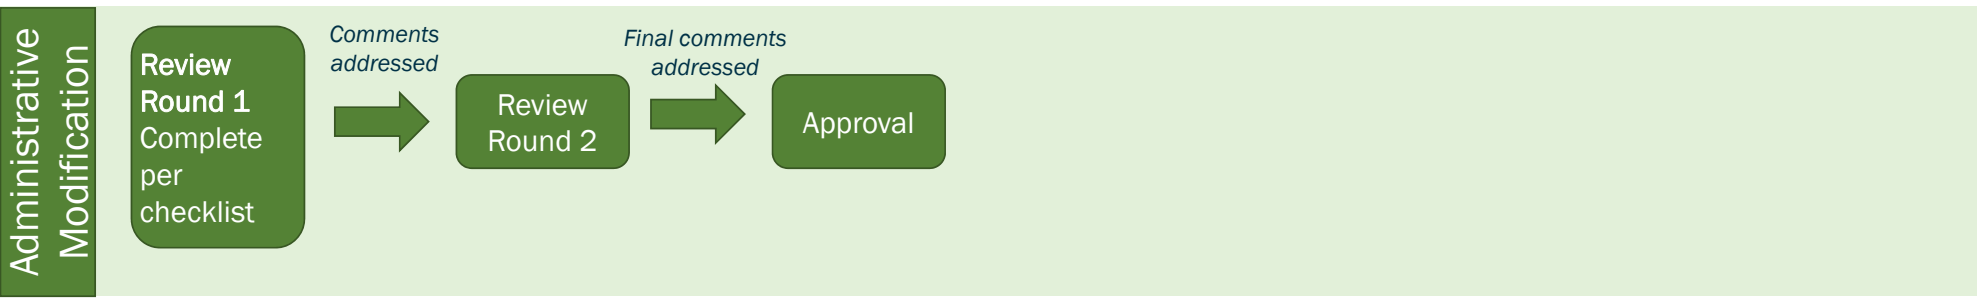 Administrative
Modification
Review
Round 1
Complete
per
checklist
Comments
addressed
Review
Round 2
Final comments
addressed
Approval